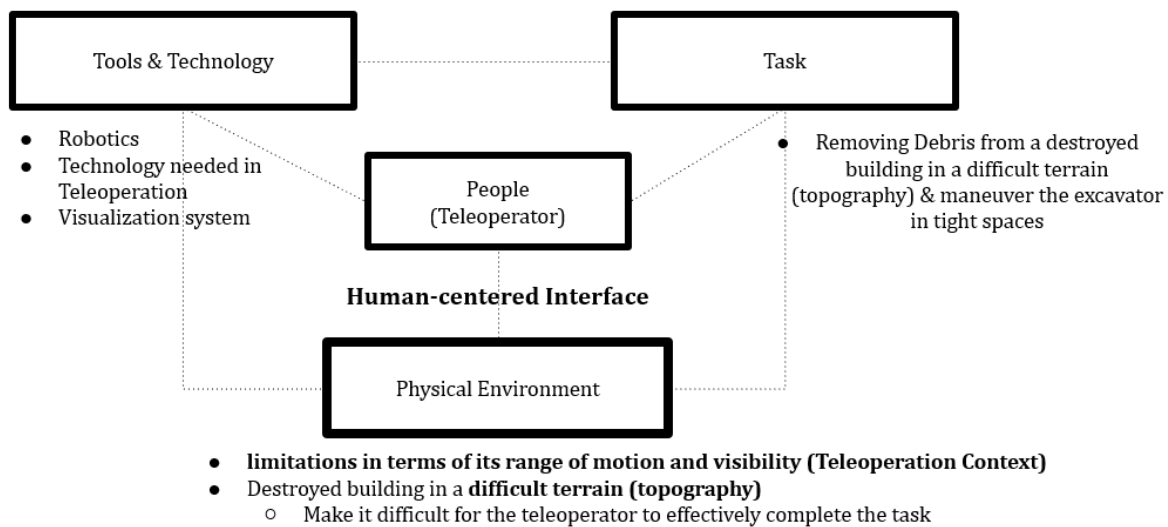 Tools & Technology
Task
● Robotics
● Technology needed in
Teleoperation
● Visualization system
● Removing Debris from a destroyed
building in a difficult terrain
(topography) & maneuver the excavator
in tight spaces
People
(Teleoperator)
Human-centered Interface
Physical Environment
● limitations in terms of its range of motion and visibility (Teleoperation Context)
● Destroyed building in a difficult terrain (topography)
○ Make it difficult for the teleoperator to effectively complete the task